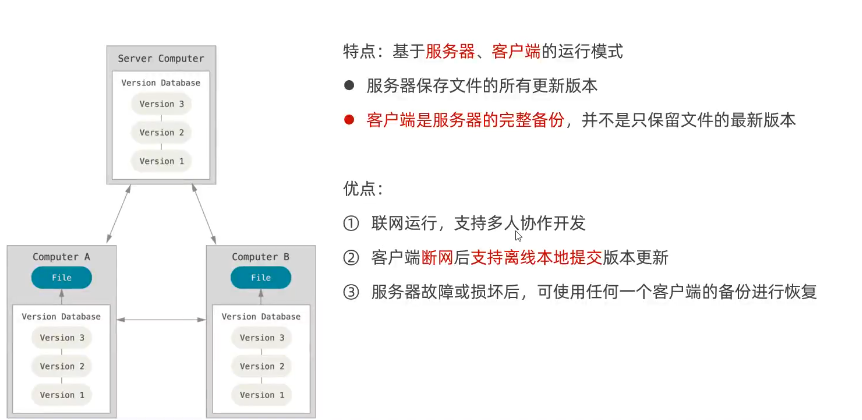 Server Computer
Version Database
Version 3
Version 2
Version 1
Computer A
File
Version Database
Version 3
Version 2
Version 1
Computer B
File
Version Database
Version 3
Version 2
Version 1
特点：基于服务器、客户端的运行模式
● 服务器保存文件的所有更新版本
● 客户端是服务器的完整备份，并不是只保留文件的最新版本
优点：
① 联网运行，支持多人协作开发
② 客户端断网后支持离线本地提交版本更新
③ 服务器故障或损坏后，可使用任何一个客户端的备份进行恢复